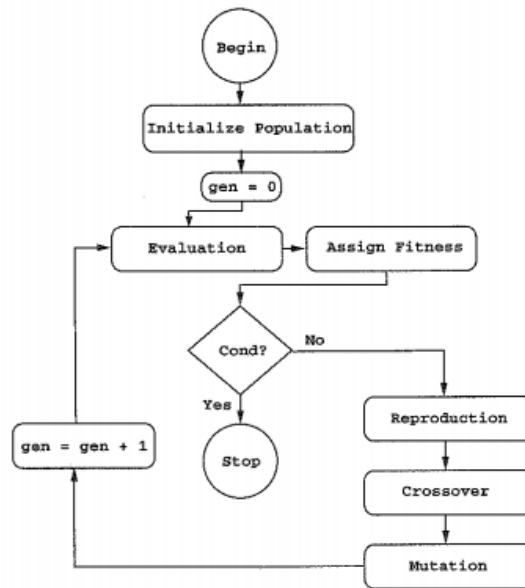 Begin
Initialize Population
gen = 0
Evaluation
Assign Fitness
Cond?
No
Yes
Reproduction
gen = gen + 1
Stop
Crossover
Mutation